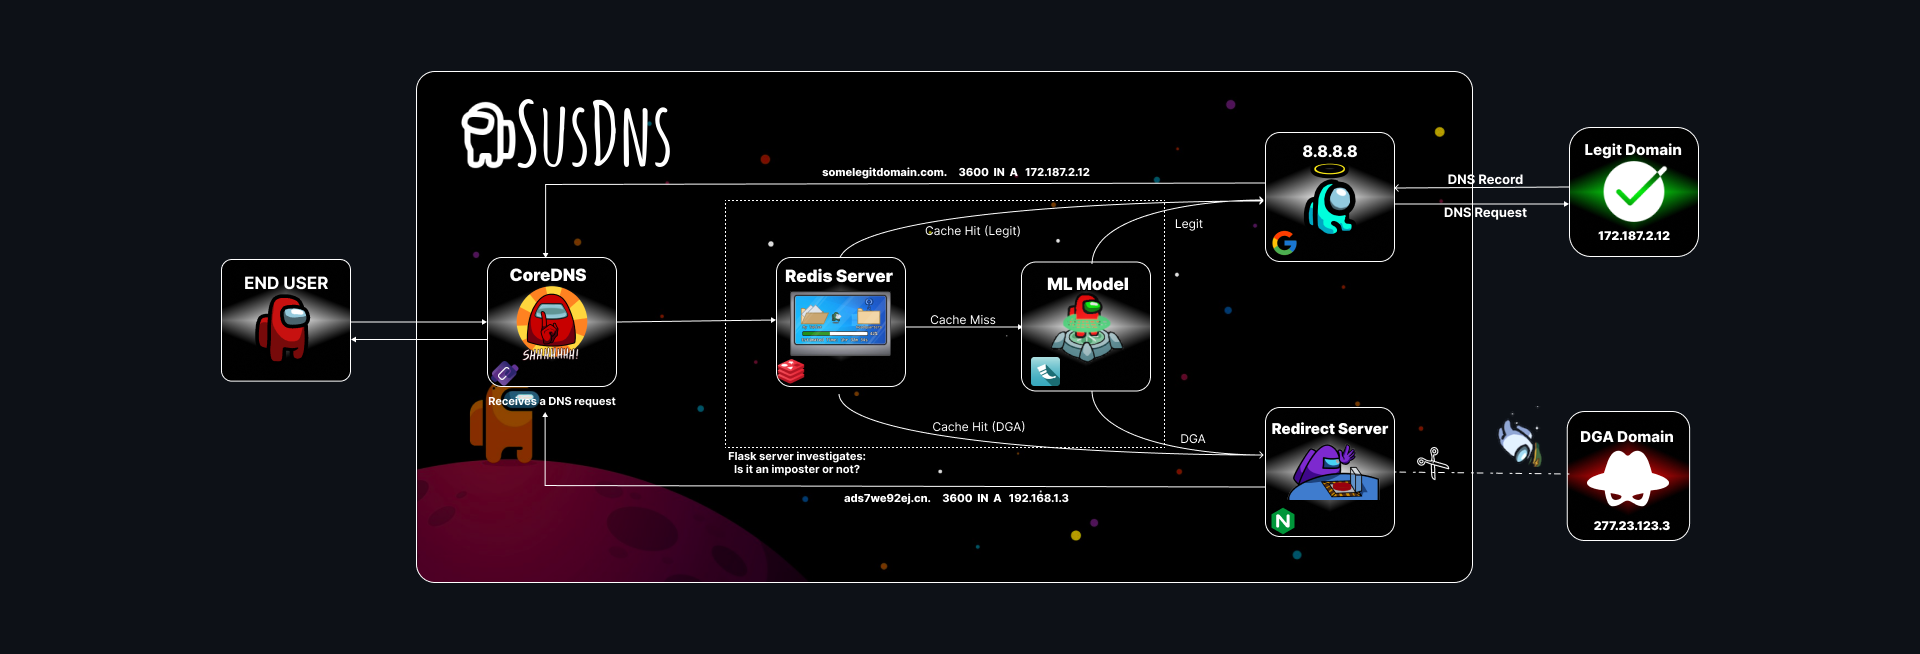 SusDNS
somelegitdomain.com. 3600 IN A 172.187.2.12
8.8.8.8
DNS Record
DNS Request
Legit Domain
172.187.2.12
Cache Hit (Legit)
Legit
END USER
CoreDNS
SHHHHHHH!
Receives a DNS request
Redis Server
Cache Miss
ML Model
Cache Hit (DGA)
DGA
Flask server investigates:
Is it an imposter or not?
ads7we92ej.cn. 3600 IN A 192.168.1.3
Redirect Server
N
DGA Domain
277.23.123.3